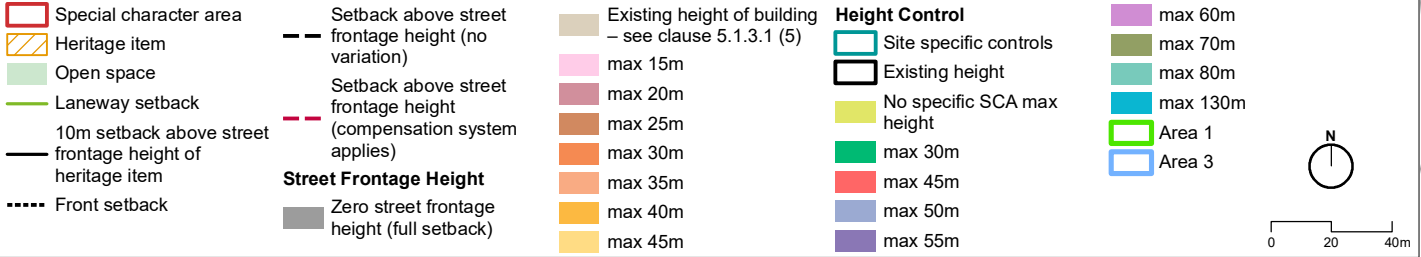 Special character area
Heritage item
Open space
Laneway setback
10m setback above street
frontage height of
heritage item
Front setback
Setback above street
frontage height (no
variation)
Setback above street
frontage height
(compensation system
applies)
Street Frontage Height
Zero street frontage
height (full setback)
Existing height of building
– see clause 5.1.3.1 (5)
max 15m
max 20m
max 25m
max 30m
max 35m
max 40m
max 45m
Height Control
Site specific controls
Existing height
No specific SCA max
height
max 30m
max 45m
max 50m
max 55m
max 60m
max 70m
max 80m
max 130m
Area 1
Area 3
N
0 20 40m